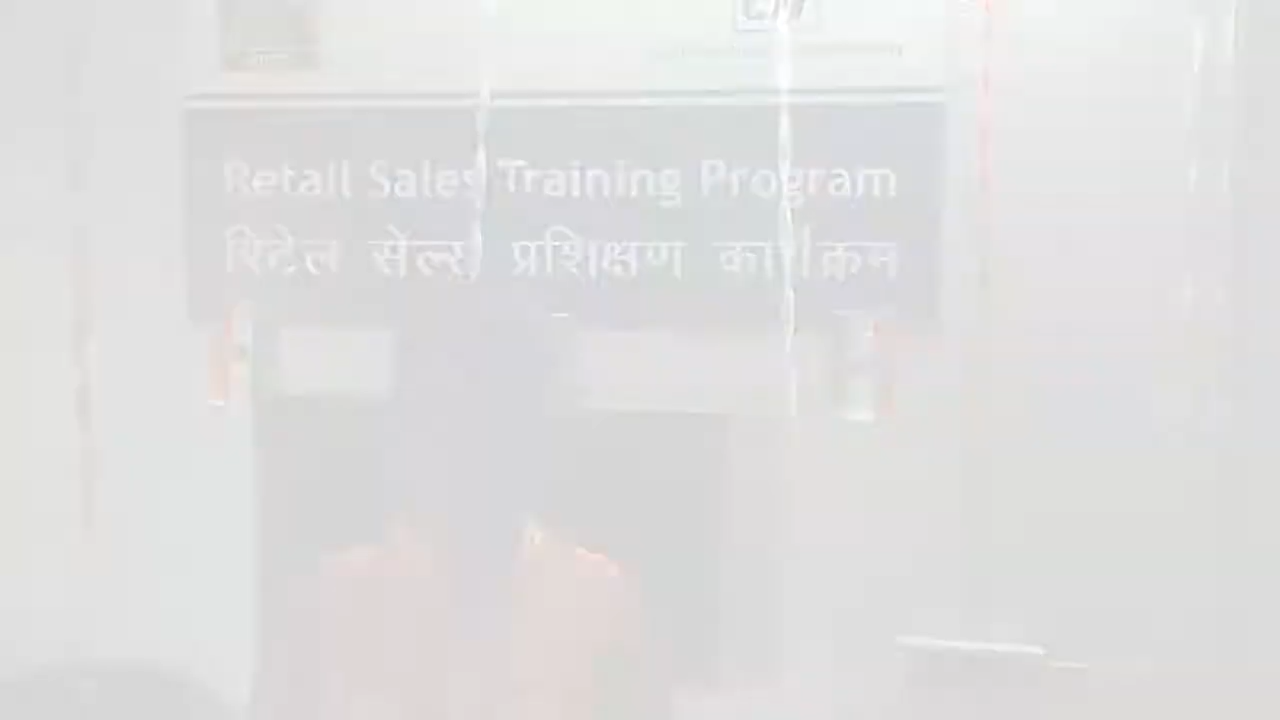 Retail Sales Training Program
रिटेल सेल्स प्रशिक्षण कार्यक्रम